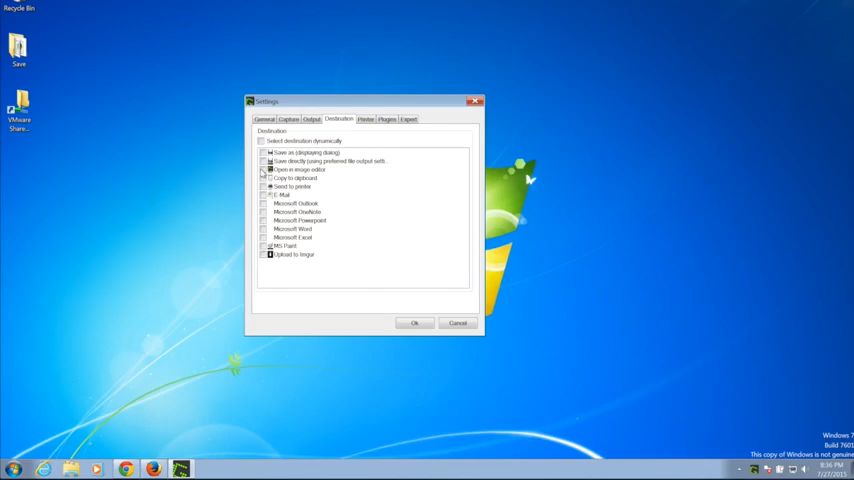 Recycle Bin
Save
VMware
Share...
Settings
General Capture Output Destination Printer Plugins Expert
Destination
Select destination dynamically
Save as (displaying dialog)
Save directly (using preferred file output setti...
Open in image editor
Copy to clipboard
Send to printer
E-Mail
Microsoft Outlook
Microsoft OneNote
Microsoft Powerpoint
Microsoft Word
Microsoft Excel
MS Paint
Upload to Imgur
Ok Cancel
Windows 7
Build 7601
This copy of Windows is not genuine
8:36 PM
7/27/2015